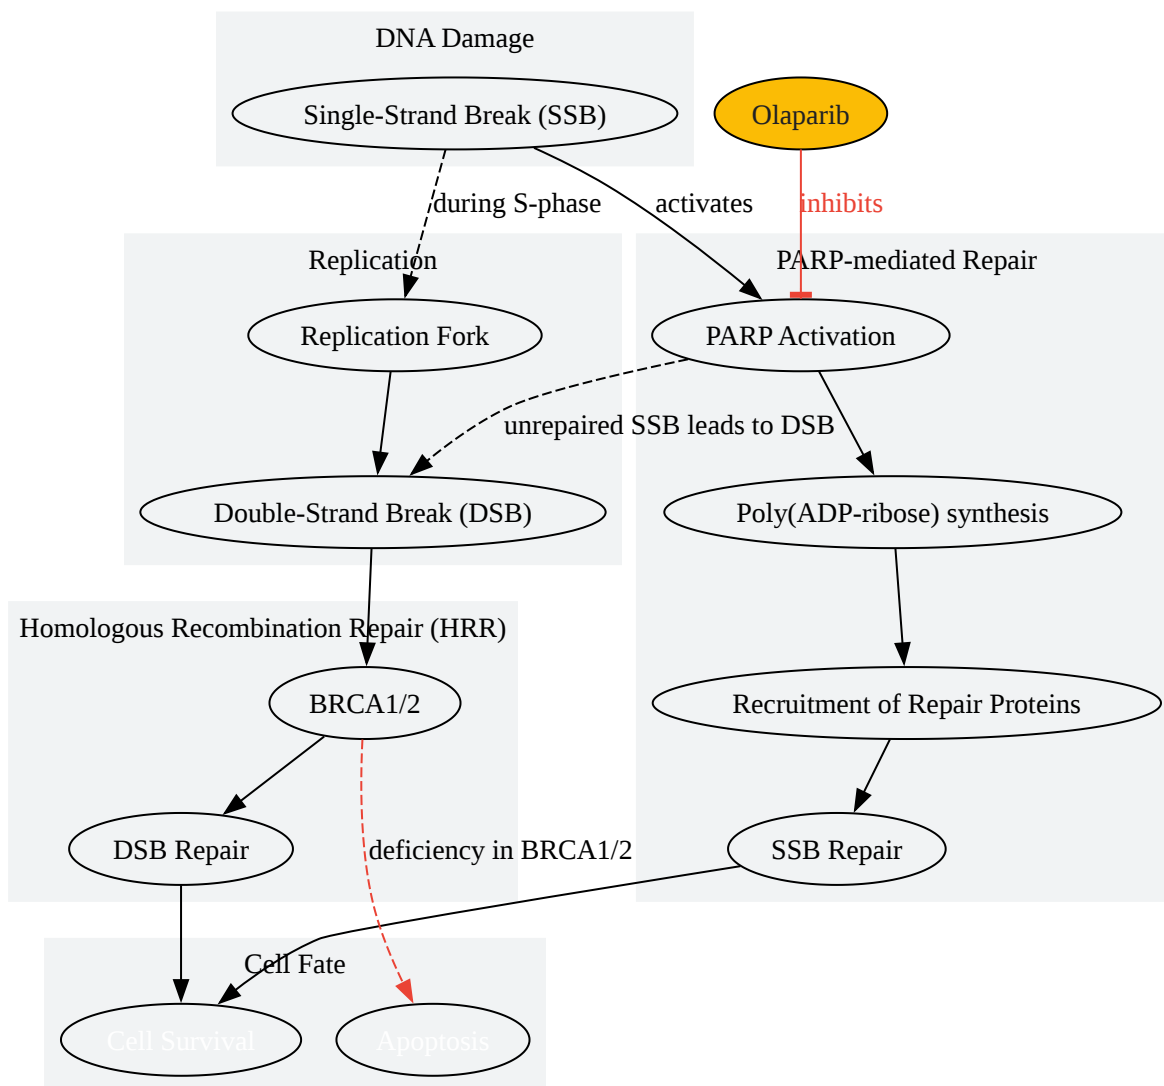 DNA Damage
Single-Strand Break (SSB)
Olaparib
during S-phase
activates
inhibits
Replication
PARP-mediated Repair
Replication Fork
PARP Activation
unrepaired SSB leads to DSB
Double-Strand Break (DSB)
Poly(ADP-ribose) synthesis
Homologous Recombination Repair (HRR)
BRCA1/2
Recruitment of Repair Proteins
DSB Repair
deficiency in BRCA1/2
SSB Repair
Cell Fate
Cell Survival
Apoptosis